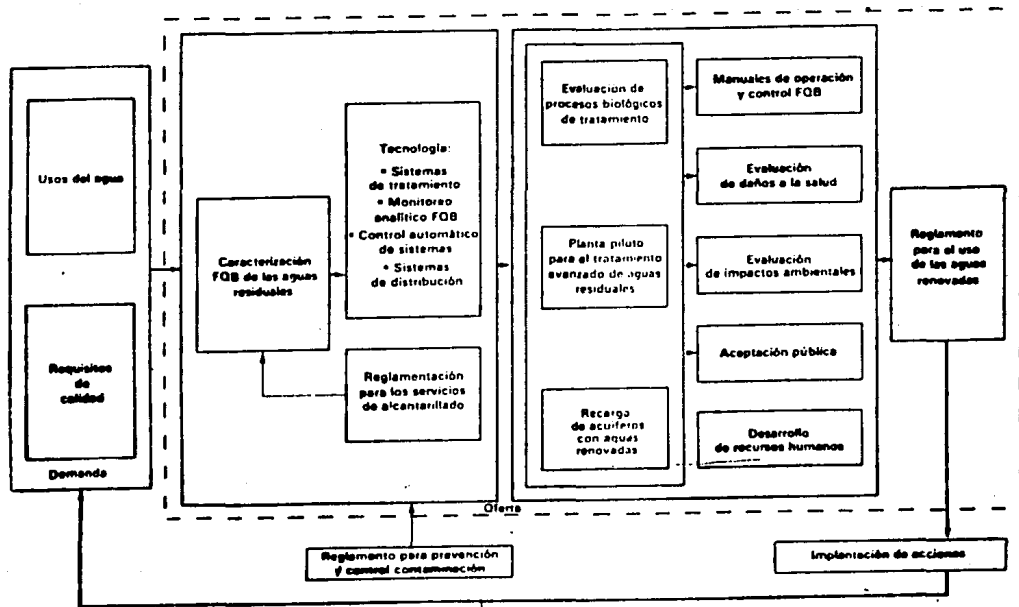 Usos del agua
Requisitos
de
calidad
Demanda
Caracterización
FQB de las aguas
residuales
Tecnología:
• Sistemas
de tratamiento
• Monitoreo
analítico FQB
• Control automático
de sistemas
• Sistemas
de distribución
Reglamentación
para los servicios
de alcantarillado
Evaluación de
procesos biológicos
de tratamiento
Planta piloto
para el tratamiento
avanzado de aguas
residuales
Recarga
de acuíferos
con aguas
renovadas
Manuales de operación
y control FQB
Evaluación
de daños a la salud
Evaluación
de impactos ambientales
Aceptación pública
Desarrollo
de recursos humanos
Reglamento
para el uso
de las aguas
renovadas
Oferta
Reglamento para prevención
y control contaminación
Implantación de acciones